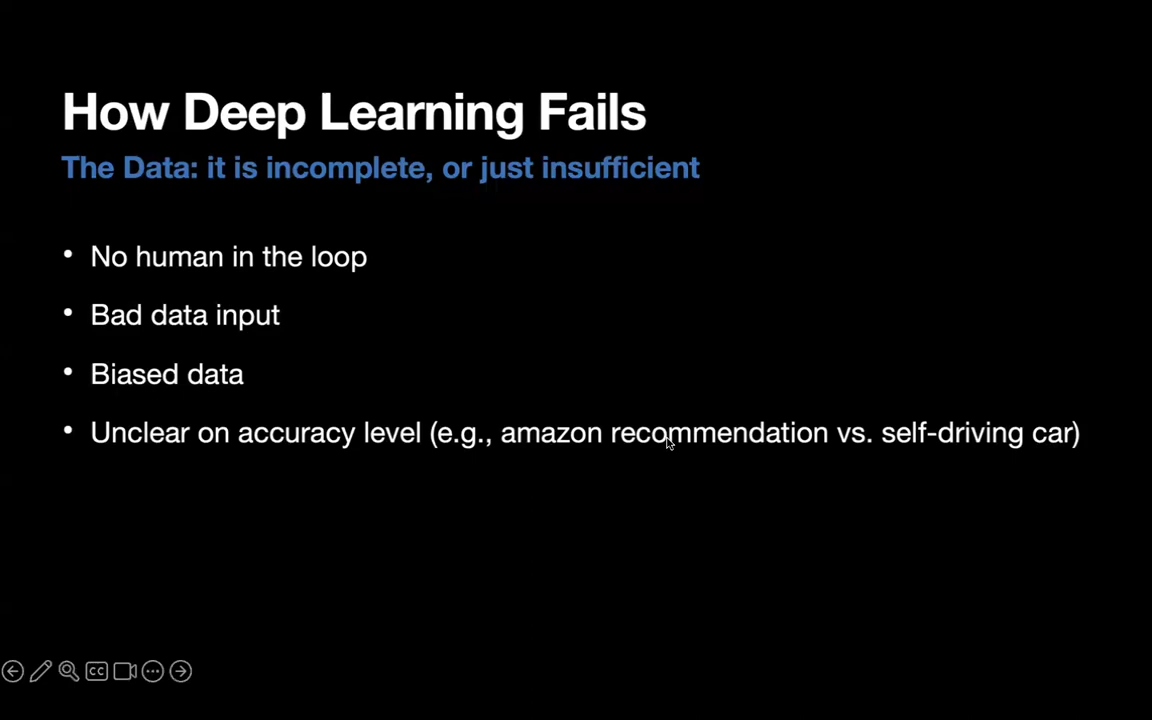 How Deep Learning Fails
The Data: it is incomplete, or just insufficient
• No human in the loop
• Bad data input
• Biased data
• Unclear on accuracy level (e.g., amazon recommendation vs. self-driving car)
CC